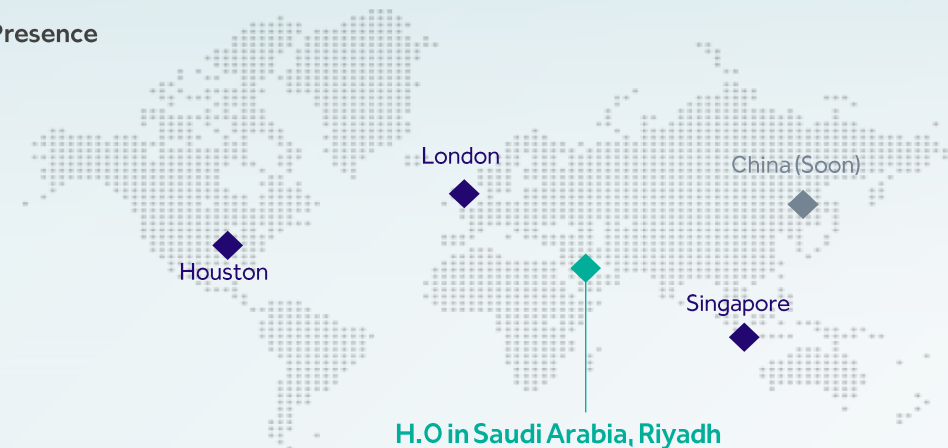 Presence
London
China (Soon)
Houston
Singapore
H.O in Saudi Arabia, Riyadh